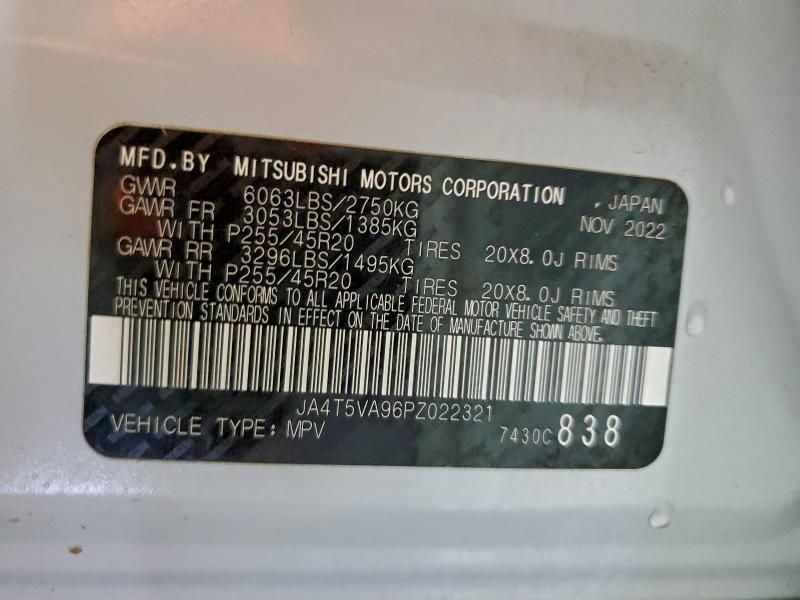 MFD.BY MITSUBISHI MOTORS CORPORATION , JAPAN
GVWR 6063LBS/2750KG NOV 2022
GAWR FR 3053LBS/1385KG
WITH P255/45R20 TIRES 20X8.0J RIMS
GAWR RR 3296LBS/1495KG
WITH P255/45R20 TIRES 20X8.0J RIMS
THIS VEHICLE CONFORMS TO ALL APPLICABLE FEDERAL MOTOR VEHICLE SAFETY AND THEFT
PREVENTION STANDARDS IN EFFECT ON THE DATE OF MANUFACTURE SHOWN ABOVE.
JA4T5VA96PZ022321
VEHICLE TYPE: MPV 7430C 838